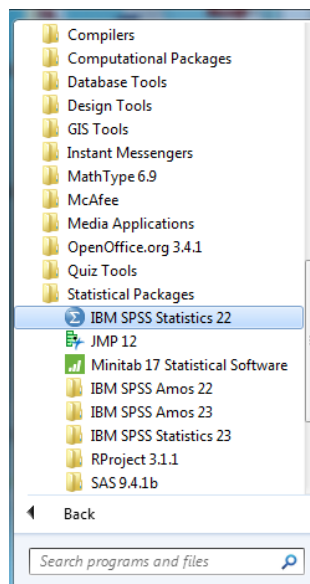 Compilers
Computational Packages
Database Tools
Design Tools
GIS Tools
Instant Messengers
MathType 6.9
McAfee
Media Applications
OpenOffice.org 3.4.1
Quiz Tools
Statistical Packages
IBM SPSS Statistics 22
JMP 12
Minitab 17 Statistical Software
IBM SPSS Amos 22
IBM SPSS Amos 23
IBM SPSS Statistics 23
RProject 3.1.1
SAS 9.4.1b
Back
Search programs and files